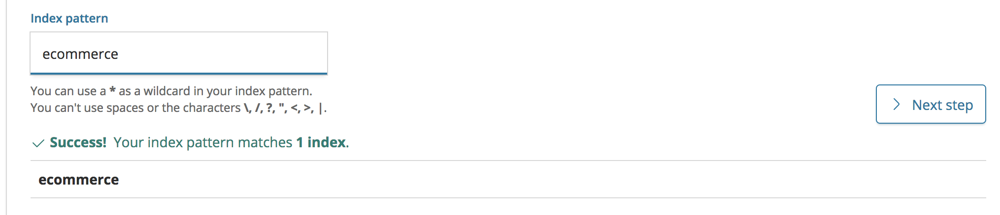 Index pattern
ecommerce
You can use a * as a wildcard in your index pattern.
You can't use spaces or the characters \, /, ?, ", <, >, |.
Next step
Success! Your index pattern matches 1 index.
ecommerce